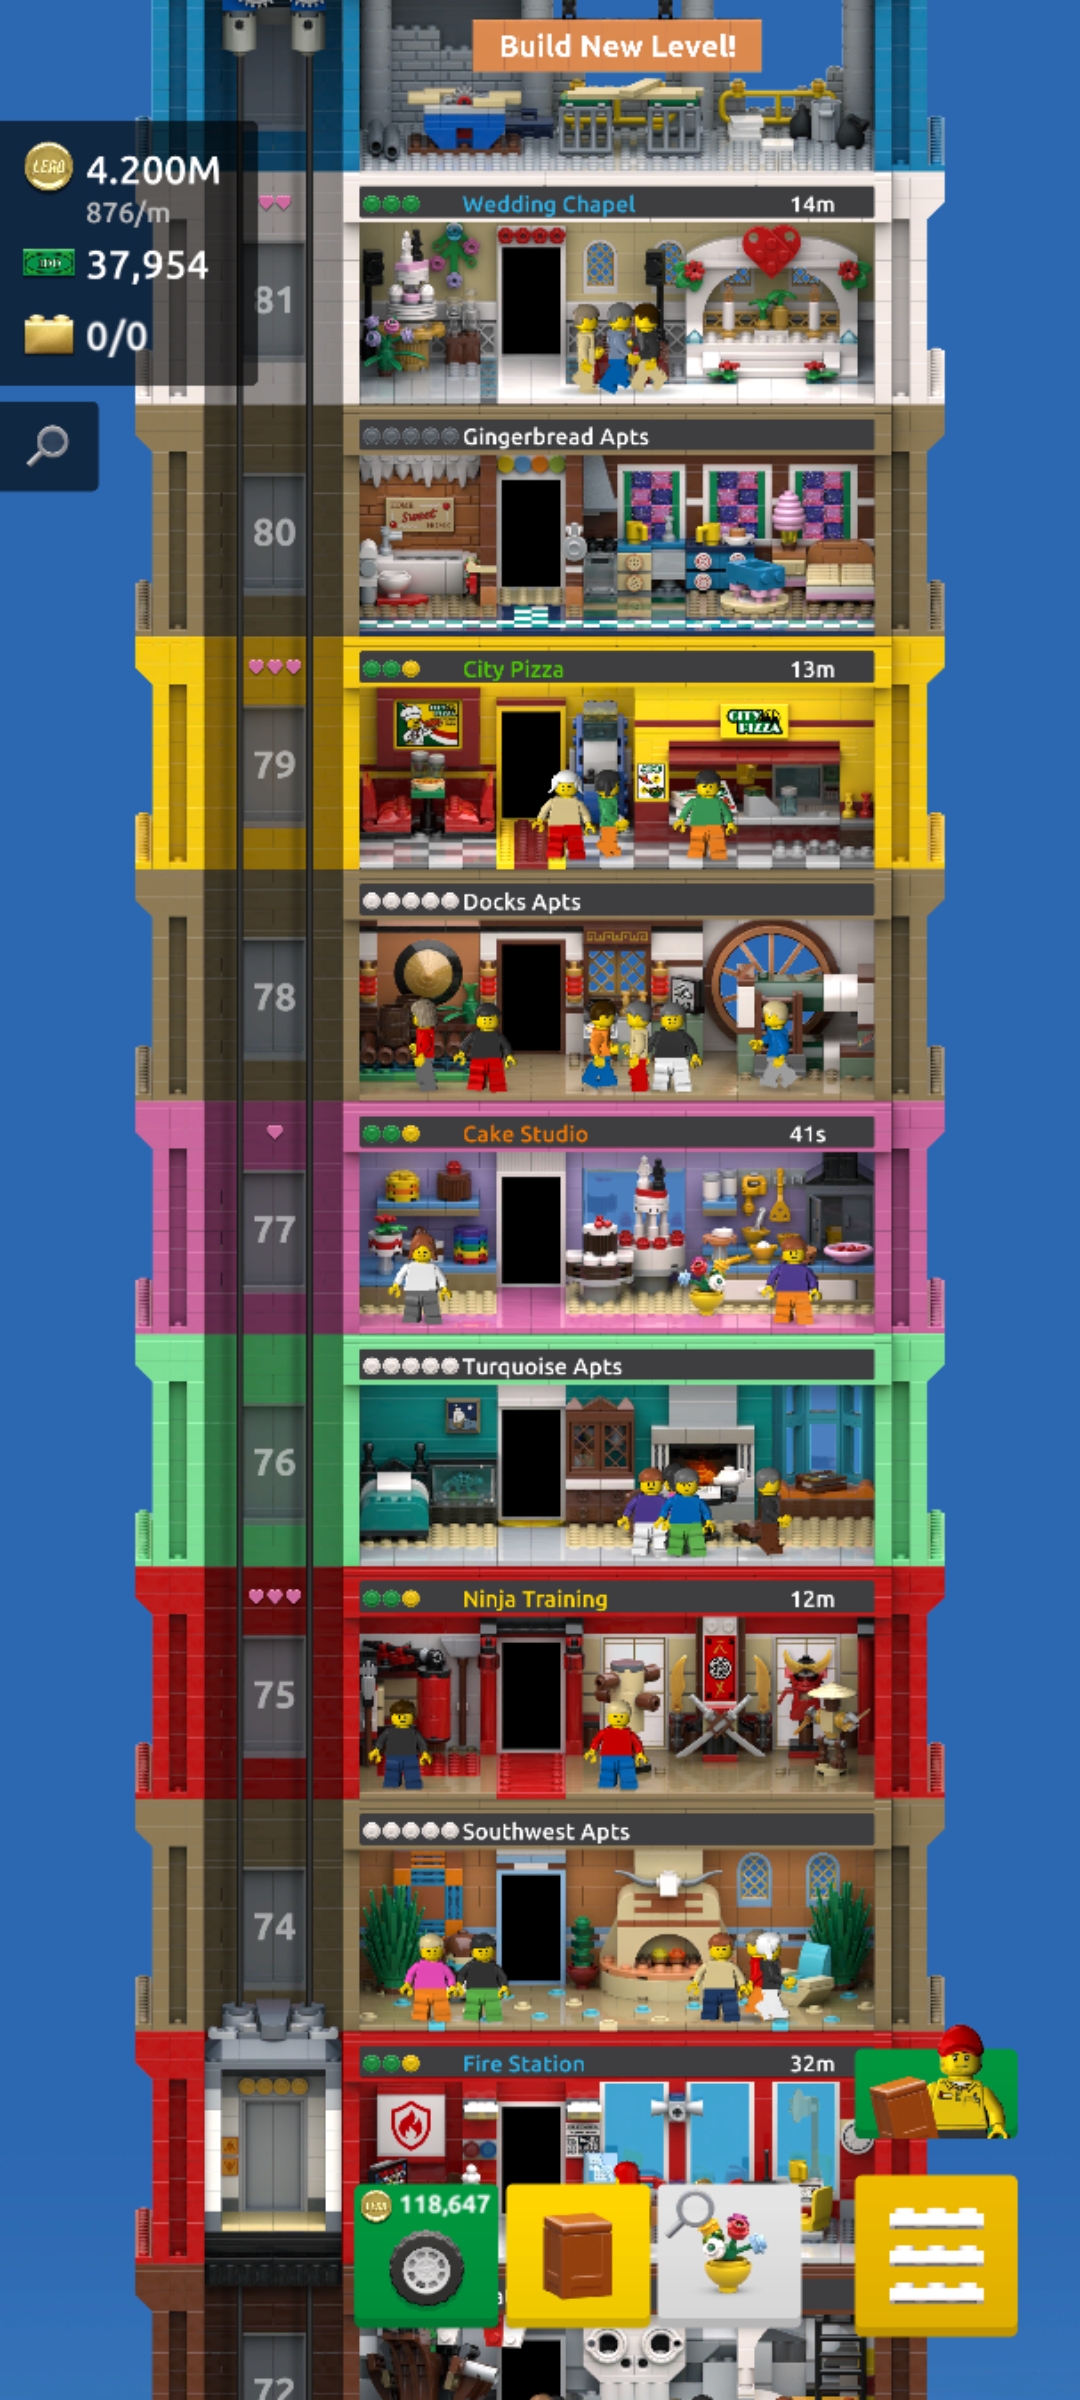 Build New Level!
4.200M
876/m
37,954
0/0
Wedding Chapel 14m
81
Gingerbread Apts
Sweet
80
City Pizza 13m
CITY PIZZA
79
Docks Apts
78
Cake Studio 41s
77
Turquoise Apts
76
Ninja Training 12m
75
Southwest Apts
74
Fire Station 32m
118,647
72